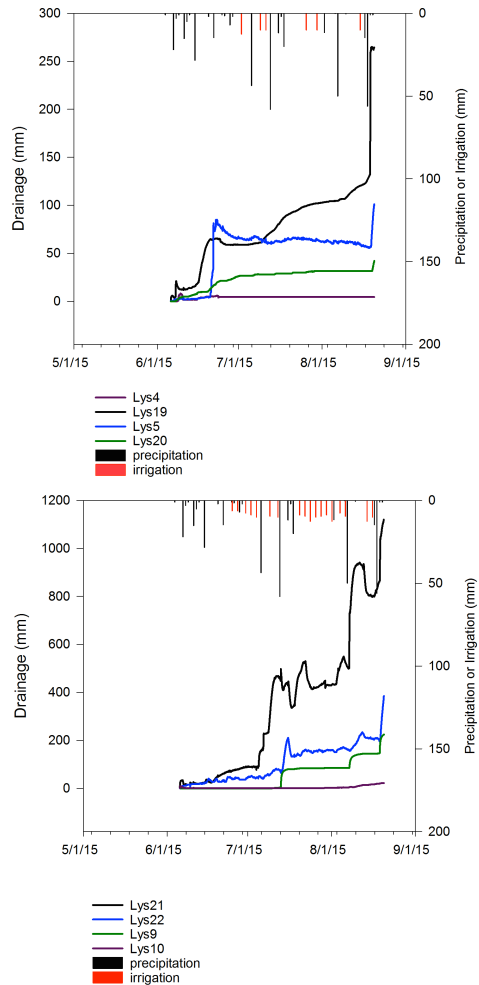 300
250
200
150
100
50
0
Drainage (mm)
0
50
100
150
200
Precipitation or Irrigation (mm)
5/1/15 6/1/15 7/1/15 8/1/15 9/1/15
Lys4
Lys19
Lys5
Lys20
precipitation
irrigation
1200
1000
800
600
400
200
0
Drainage (mm)
0
50
100
150
200
Precipitation or Irrigation (mm)
5/1/15 6/1/15 7/1/15 8/1/15 9/1/15
Lys21
Lys22
Lys9
Lys10
precipitation
irrigation